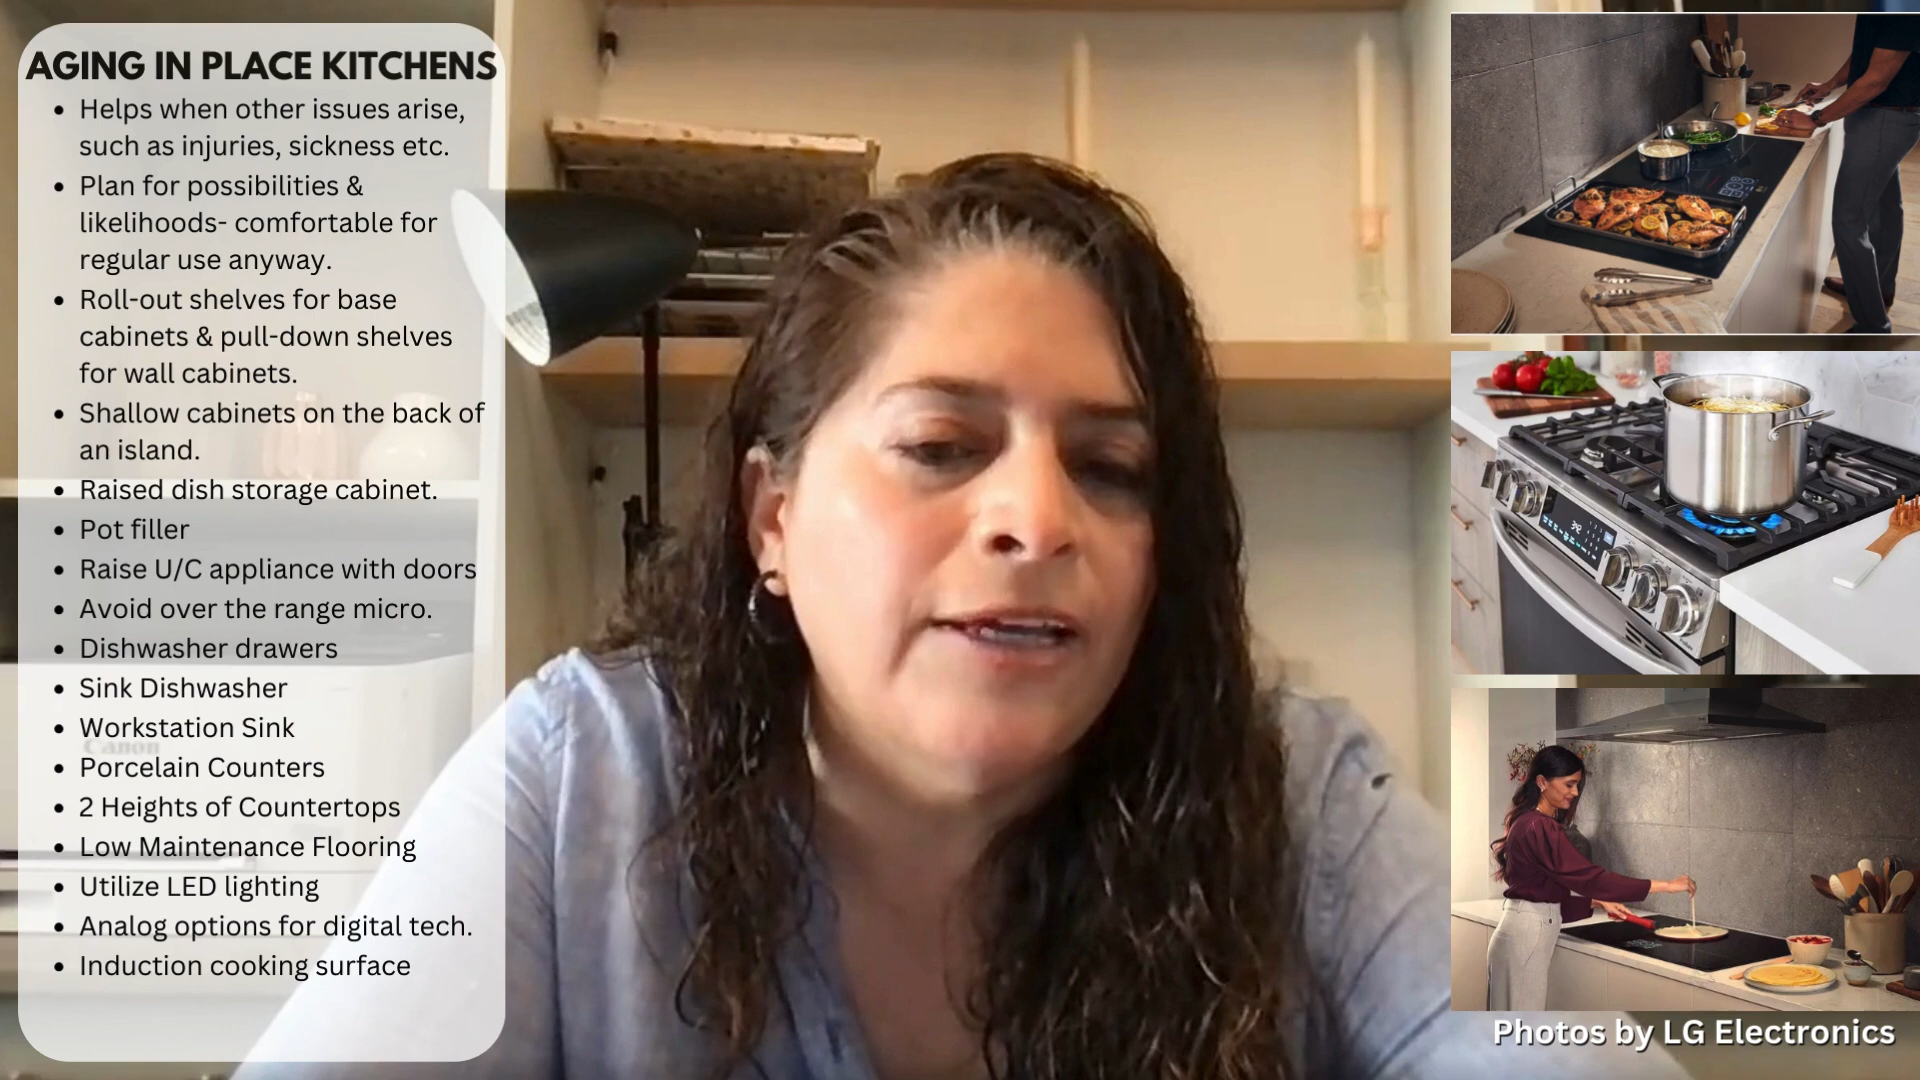 AGING IN PLACE KITCHENS
• Helps when other issues arise,
such as injuries, sickness etc.
• Plan for possibilities &
likelihoods- comfortable for
regular use anyway.
• Roll-out shelves for base
cabinets & pull-down shelves
for wall cabinets.
• Shallow cabinets on the back of
an island.
• Raised dish storage cabinet.
• Pot filler
• Raise U/C appliance with doors
• Avoid over the range micro.
• Dishwasher drawers
• Sink Dishwasher
• Workstation Sink
Canon
• Porcelain Counters
• 2 Heights of Countertops
• Low Maintenance Flooring
• Utilize LED lighting
• Analog options for digital tech.
• Induction cooking surface
Photos by LG Electronics